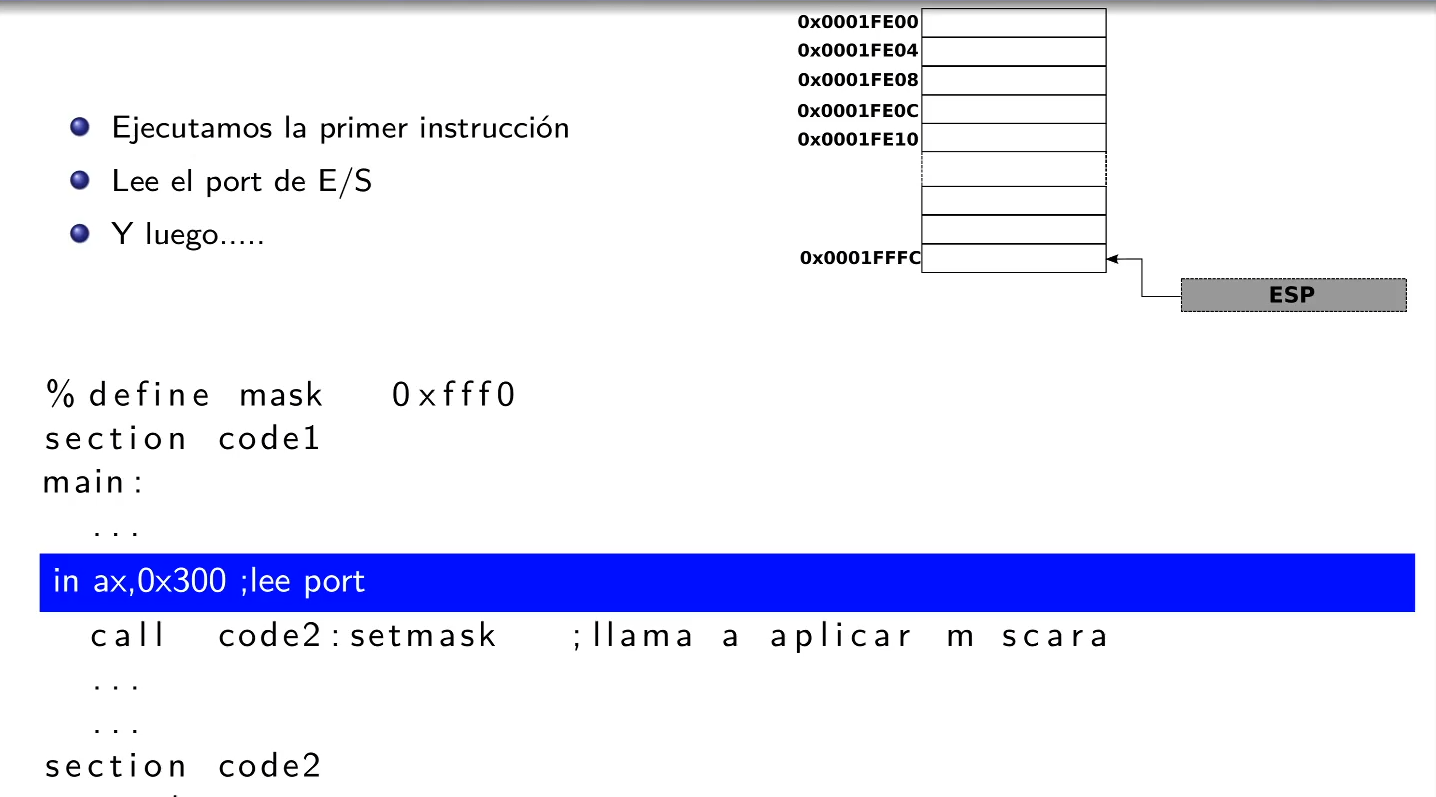 Ejecutamos la primer instrucción
Lee el port de E/S
Y luego.....
0x0001FE00
0x0001FE04
0x0001FE08
0x0001FE0C
0x0001FE10
0x0001FFFC
ESP
% define mask 0xfff0
section code1
main:
...
in ax,0x300 ;lee port
call code2:setmask ;llama a aplicar m scara
...
...
section code2